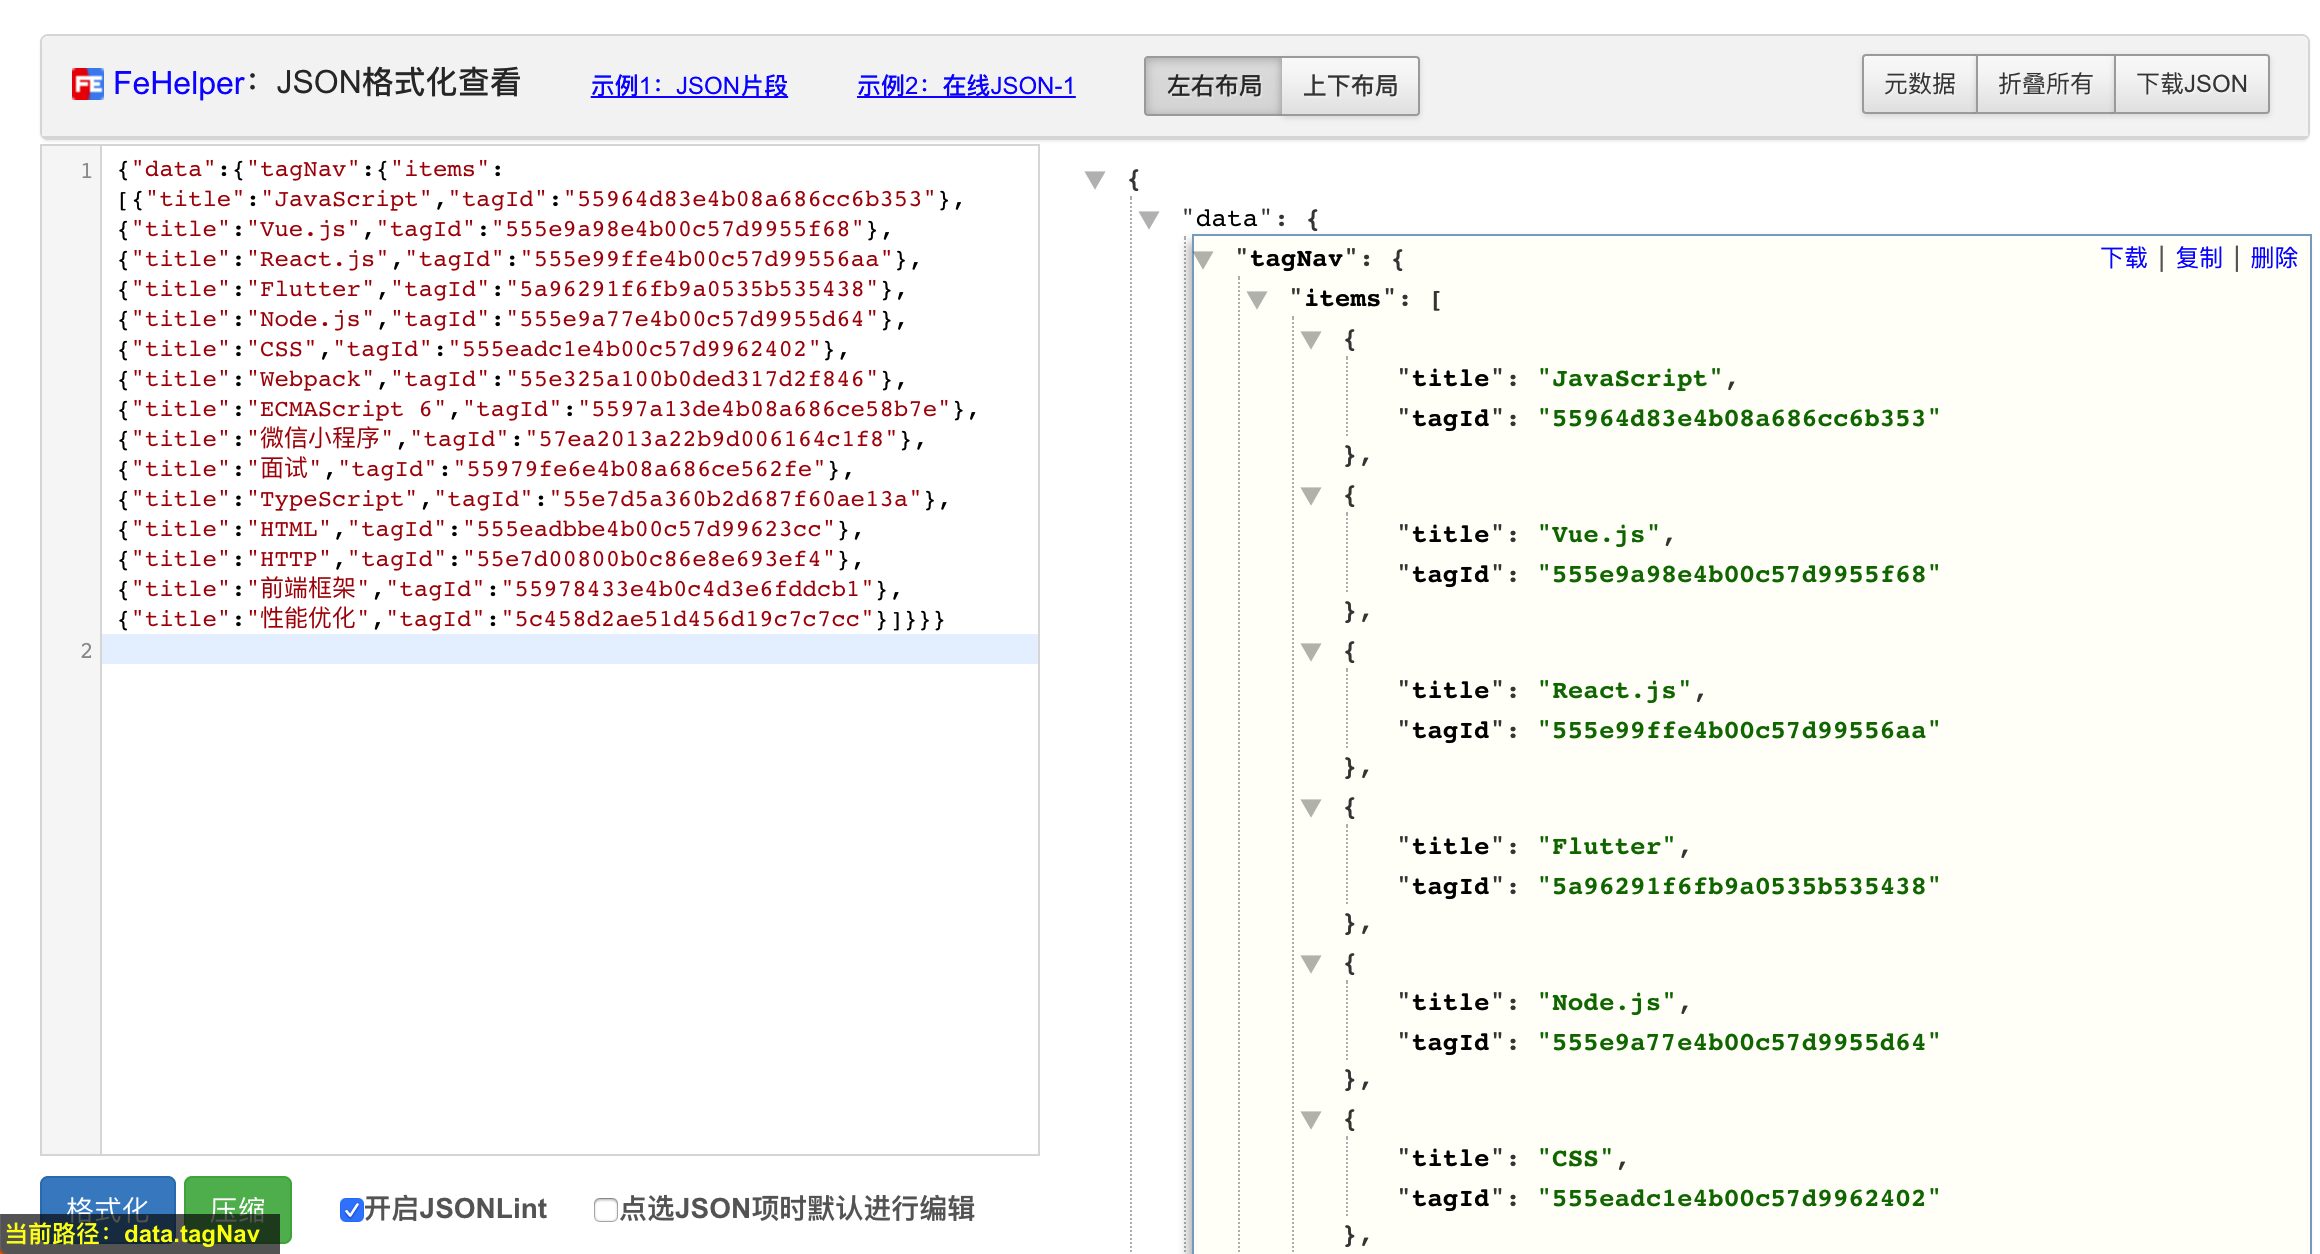 FeHelper：JSON格式化查看 示例1：JSON片段 示例2：在线JSON-1 左右布局 上下布局 元数据 折叠所有 下载JSON
1 {"data":{"tagNav":{"items":
[{"title":"JavaScript","tagId":"55964d83e4b08a686cc6b353"},
{"title":"Vue.js","tagId":"555e9a98e4b00c57d9955f68"},
{"title":"React.js","tagId":"555e99ffe4b00c57d99556aa"},
{"title":"Flutter","tagId":"5a96291f6fb9a0535b535438"},
{"title":"Node.js","tagId":"555e9a77e4b00c57d9955d64"},
{"title":"CSS","tagId":"555eadc1e4b00c57d9962402"},
{"title":"Webpack","tagId":"55e325a100b0ded317d2f846"},
{"title":"ECMAScript 6","tagId":"5597a13de4b08a686ce58b7e"},
{"title":"微信小程序","tagId":"57ea2013a22b9d006164c1f8"},
{"title":"面试","tagId":"55979fe6e4b08a686ce562fe"},
{"title":"TypeScript","tagId":"55e7d5a360b2d687f60ae13a"},
{"title":"HTML","tagId":"555eadbbe4b00c57d99623cc"},
{"title":"HTTP","tagId":"55e7d00800b0c86e8e693ef4"},
{"title":"前端框架","tagId":"55978433e4b0c4d3e6fddcb1"},
{"title":"性能优化","tagId":"5c458d2ae51d456d19c7c7cc"}]}}}
2
{
"data": {
"tagNav": { 下载 | 复制 | 删除
"items": [
{
"title": "JavaScript",
"tagId": "55964d83e4b08a686cc6b353"
},
{
"title": "Vue.js",
"tagId": "555e9a98e4b00c57d9955f68"
},
{
"title": "React.js",
"tagId": "555e99ffe4b00c57d99556aa"
},
{
"title": "Flutter",
"tagId": "5a96291f6fb9a0535b535438"
},
{
"title": "Node.js",
"tagId": "555e9a77e4b00c57d9955d64"
},
{
"title": "CSS",
"tagId": "555eadc1e4b00c57d9962402"
},
格式化 压缩 开启JSONLint 点选JSON项时默认进行编辑
当前路径：data.tagNav